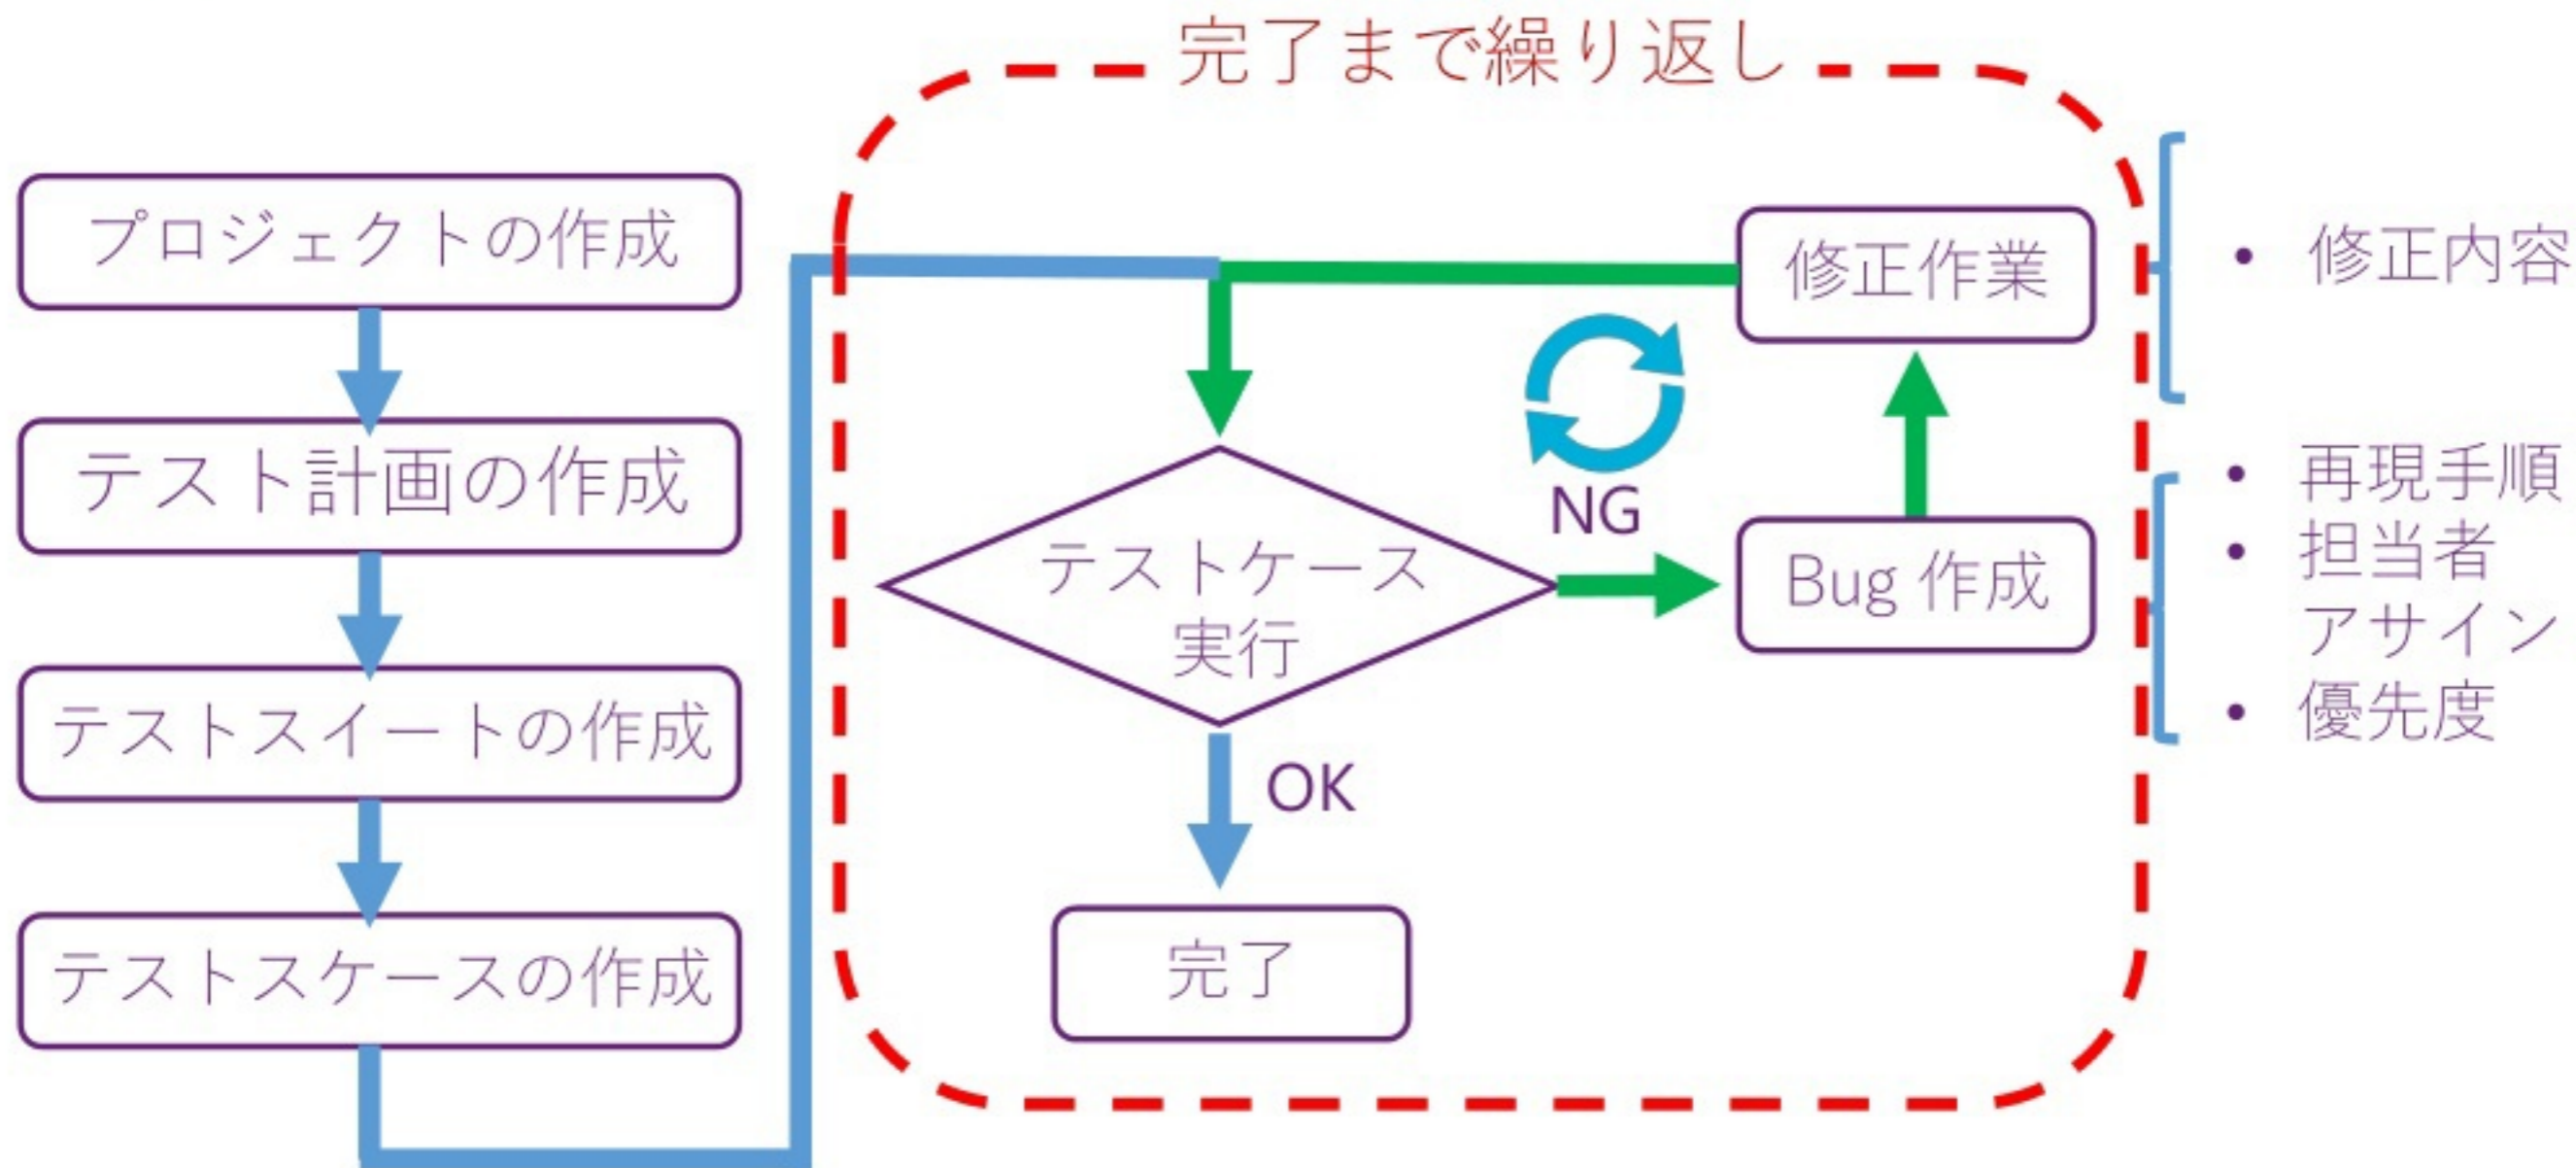 完了まで繰り返し
プロジェクトの作成
テスト計画の作成
テストスイートの作成
テストスケースの作成
テストケース
実行
NG
OK
完了
Bug 作成
修正作業
• 修正内容
• 再現手順
• 担当者
アサイン
• 優先度